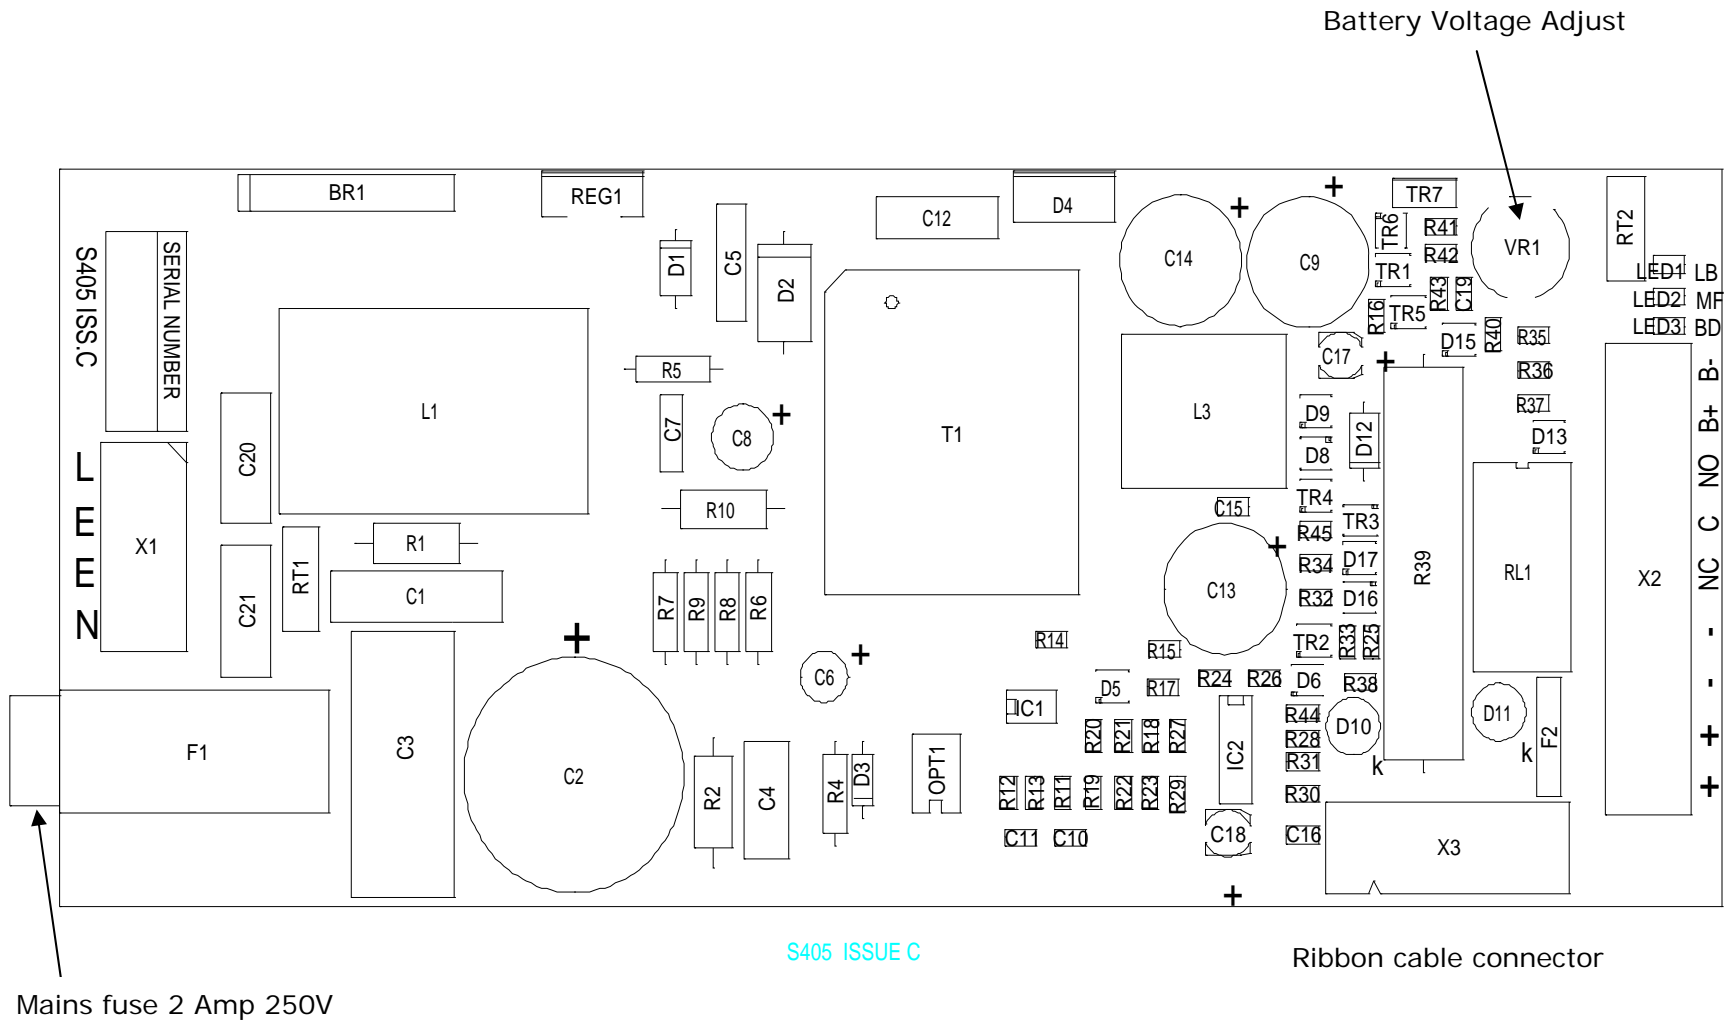 Battery Voltage Adjust
BR1
REG1
C12
D4
C14
C9
+
+
TR7
TR6
R41
R42
TR1
VR1
RT2
S405 ISS.C
SERIAL NUMBER
D1
C5
D2
R43
C19
R16
TR5
D15
R40
R35
R36
R37
D13
LED1 LB
LED2 MF
LED3 BD
C17
+
R5
L1
C7
C8
+
T1
L3
D9
D8
D12
C20
R10
C15
TR4
R45
TR3
R34
D17
R32
D16
R39
RL1
X2
B-
B+
NO
C
NC
-
-
+
+
L
E
E
N
X1
R1
RT1
C1
C21
R7
R9
R8
R6
+
C6
+
C13
+
R14
R15
TR2
R33
R25
D5
R17
R24
R26
D6
R38
IC1
R44
D10
k
D11
k
F2
R20
R21
R18
R27
IC2
R28
R31
F1
C3
C2
R2
C4
R4
D3
OPT1
R12
R13
R11
R19
R22
R23
R29
R30
C11
C10
C18
+
C16
X3
S405 ISSUE C
Ribbon cable connector
Mains fuse 2 Amp 250V